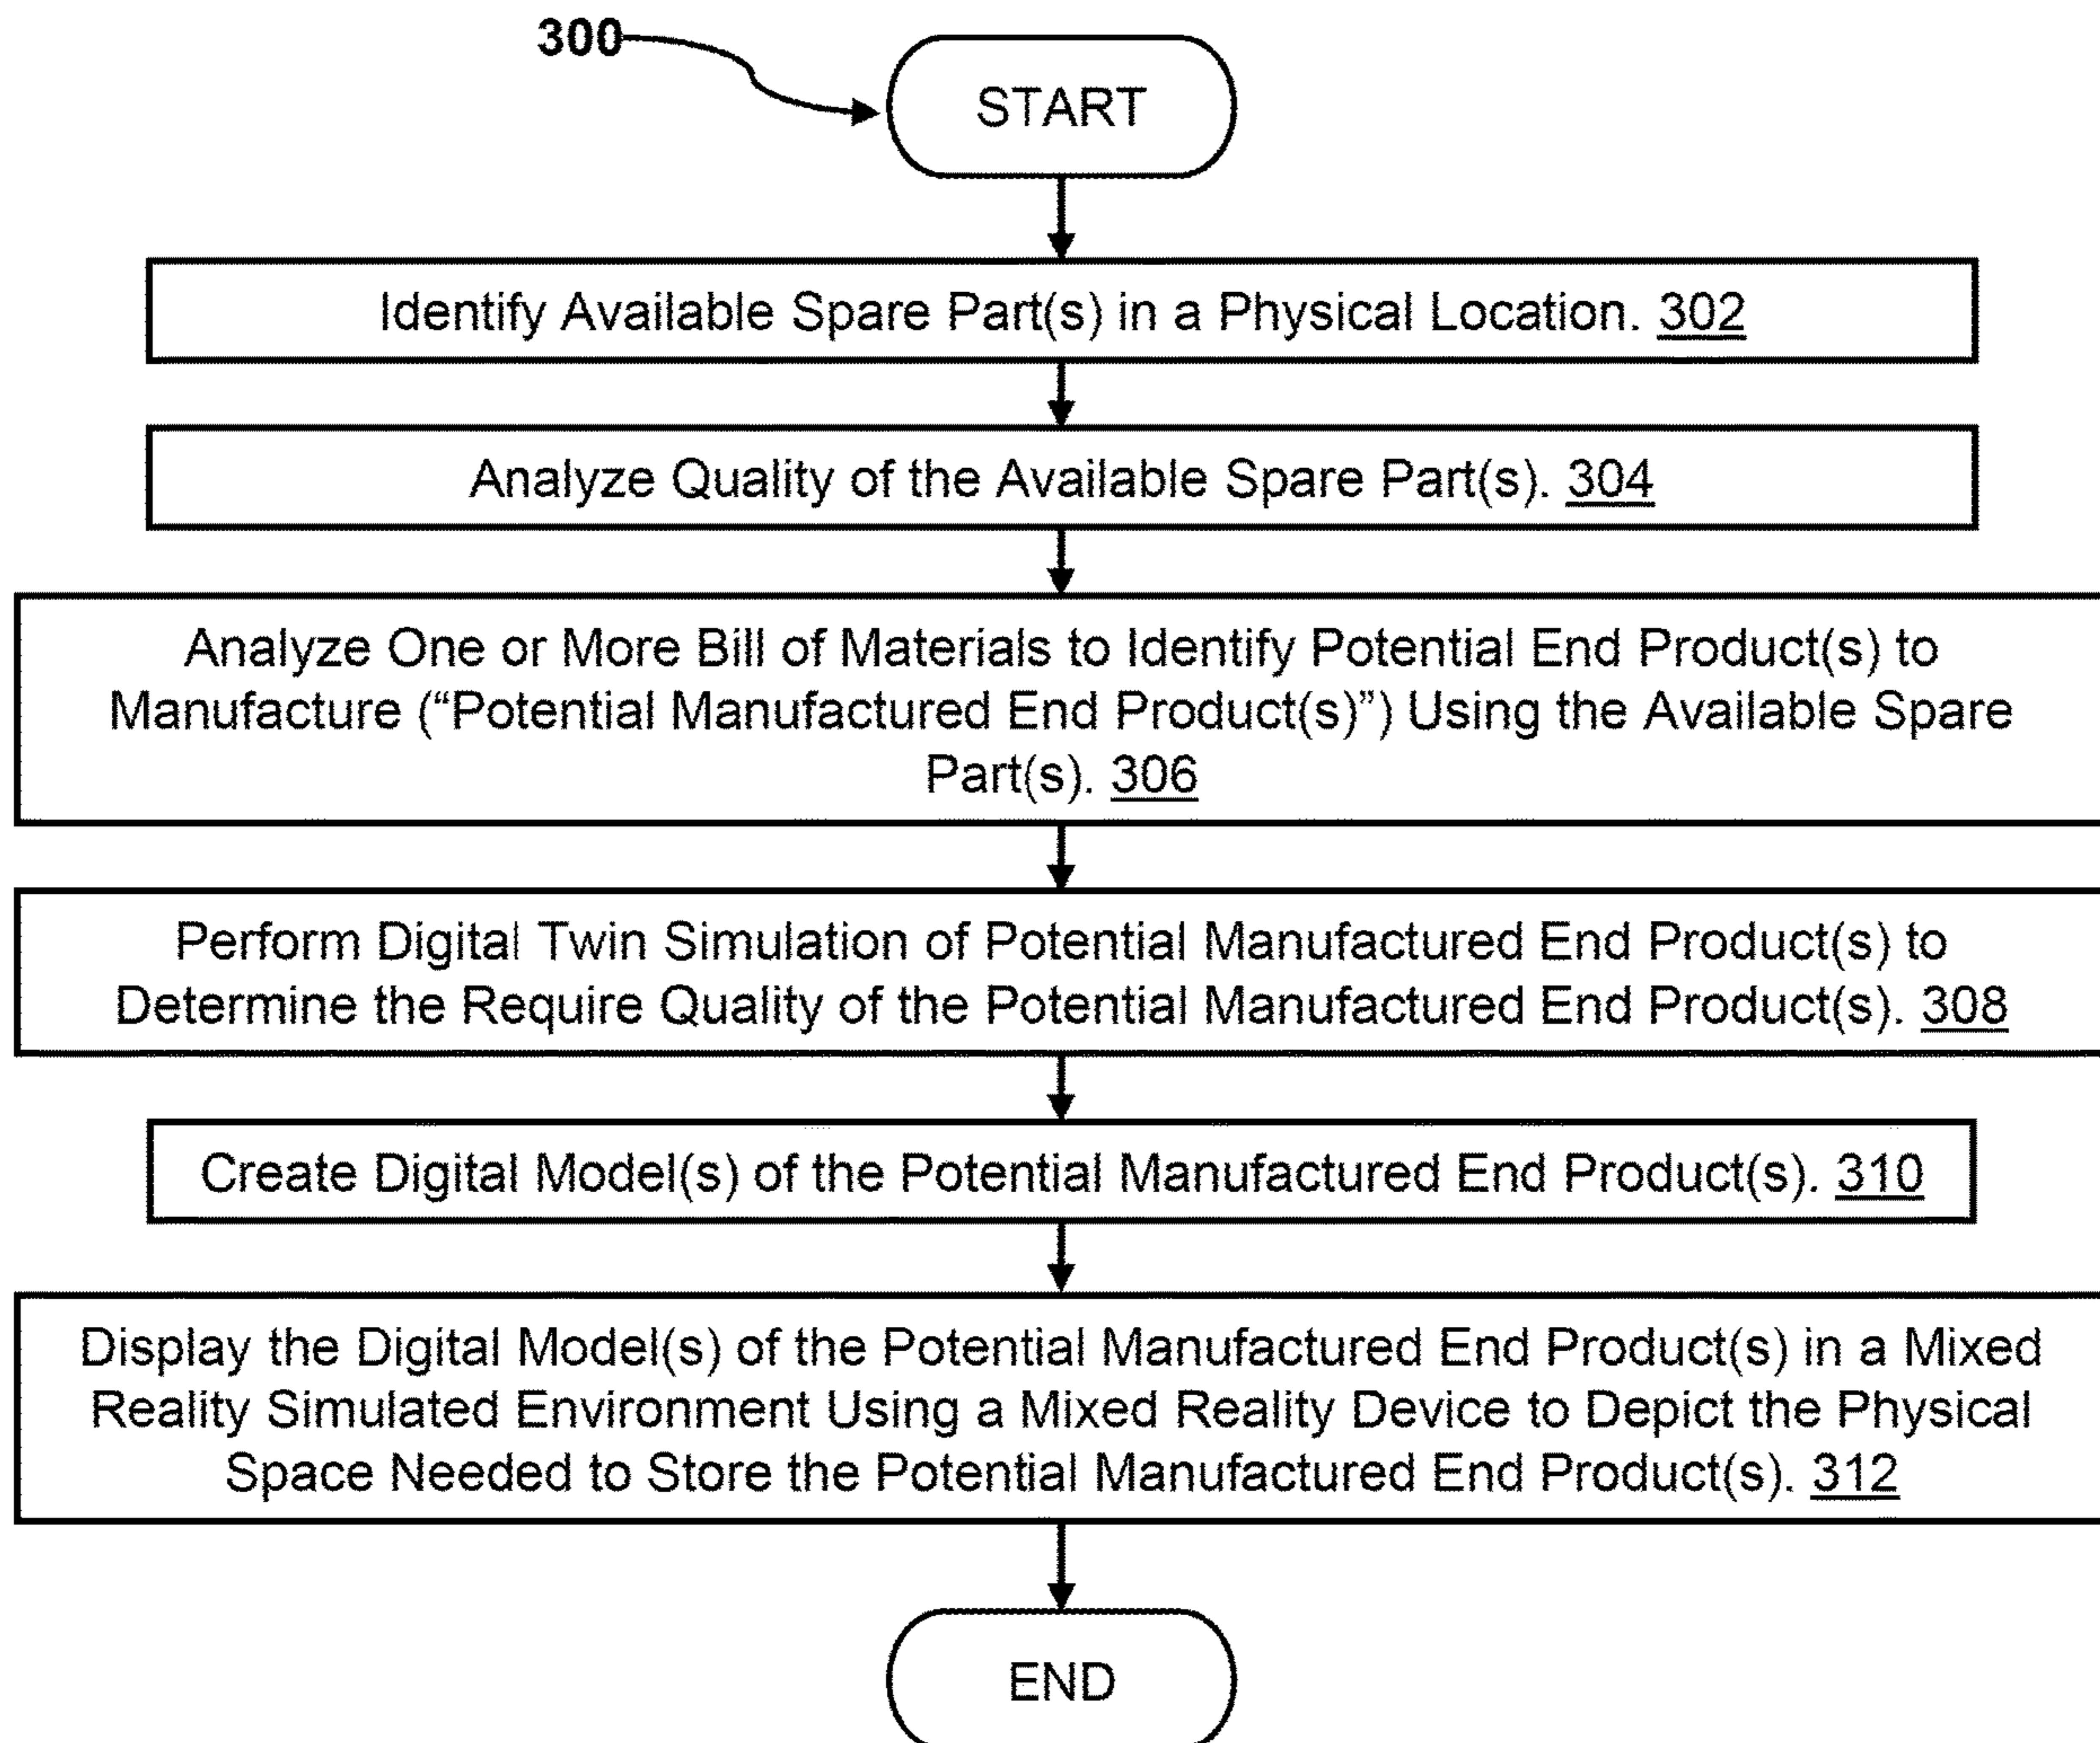 300
START
Identify Available Spare Part(s) in a Physical Location. 302
Analyze Quality of the Available Spare Part(s). 304
Analyze One or More Bill of Materials to Identify Potential End Product(s) to
Manufacture (“Potential Manufactured End Product(s)”) Using the Available Spare
Part(s). 306
Perform Digital Twin Simulation of Potential Manufactured End Product(s) to
Determine the Require Quality of the Potential Manufactured End Product(s). 308
Create Digital Model(s) of the Potential Manufactured End Product(s). 310
Display the Digital Model(s) of the Potential Manufactured End Product(s) in a Mixed
Reality Simulated Environment Using a Mixed Reality Device to Depict the Physical
Space Needed to Store the Potential Manufactured End Product(s). 312
END